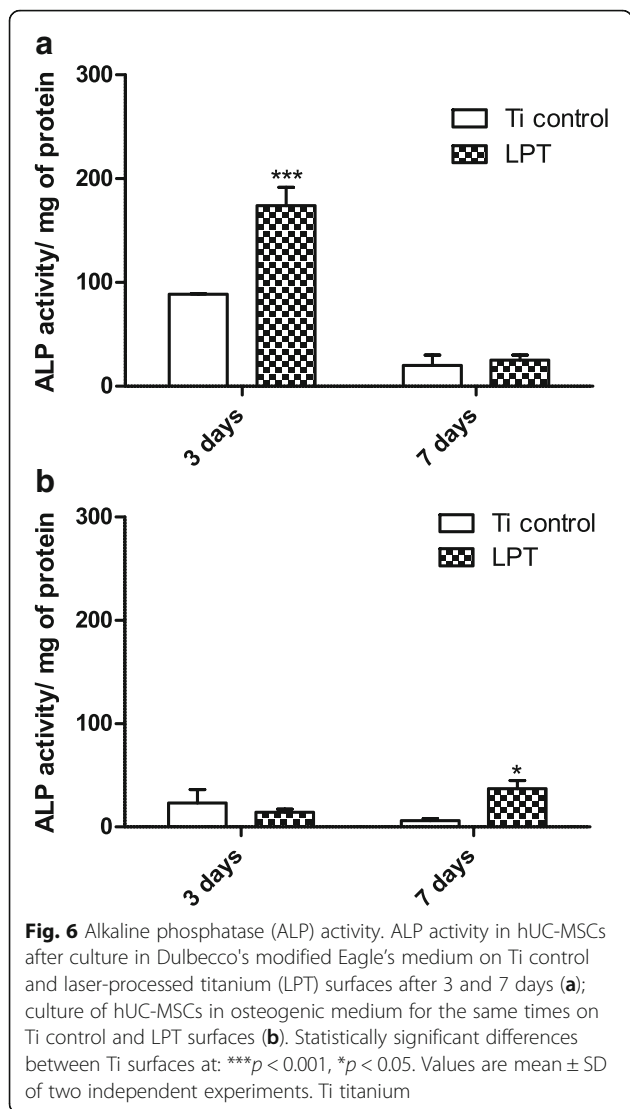 a
300
200
100
0
ALP activity/ mg of protein
Ti control
LPT
***
3 days
7 days
b
300
200
100
0
ALP activity/ mg of protein
Ti control
LPT
*
3 days
7 days
Fig. 6 Alkaline phosphatase (ALP) activity. ALP activity in hUC-MSCs
after culture in Dulbecco's modified Eagle’s medium on Ti control
and laser-processed titanium (LPT) surfaces after 3 and 7 days (a);
culture of hUC-MSCs in osteogenic medium for the same times on
Ti control and LPT surfaces (b). Statistically significant differences
between Ti surfaces at: ***p < 0.001, *p < 0.05. Values are mean ± SD
of two independent experiments. Ti titanium